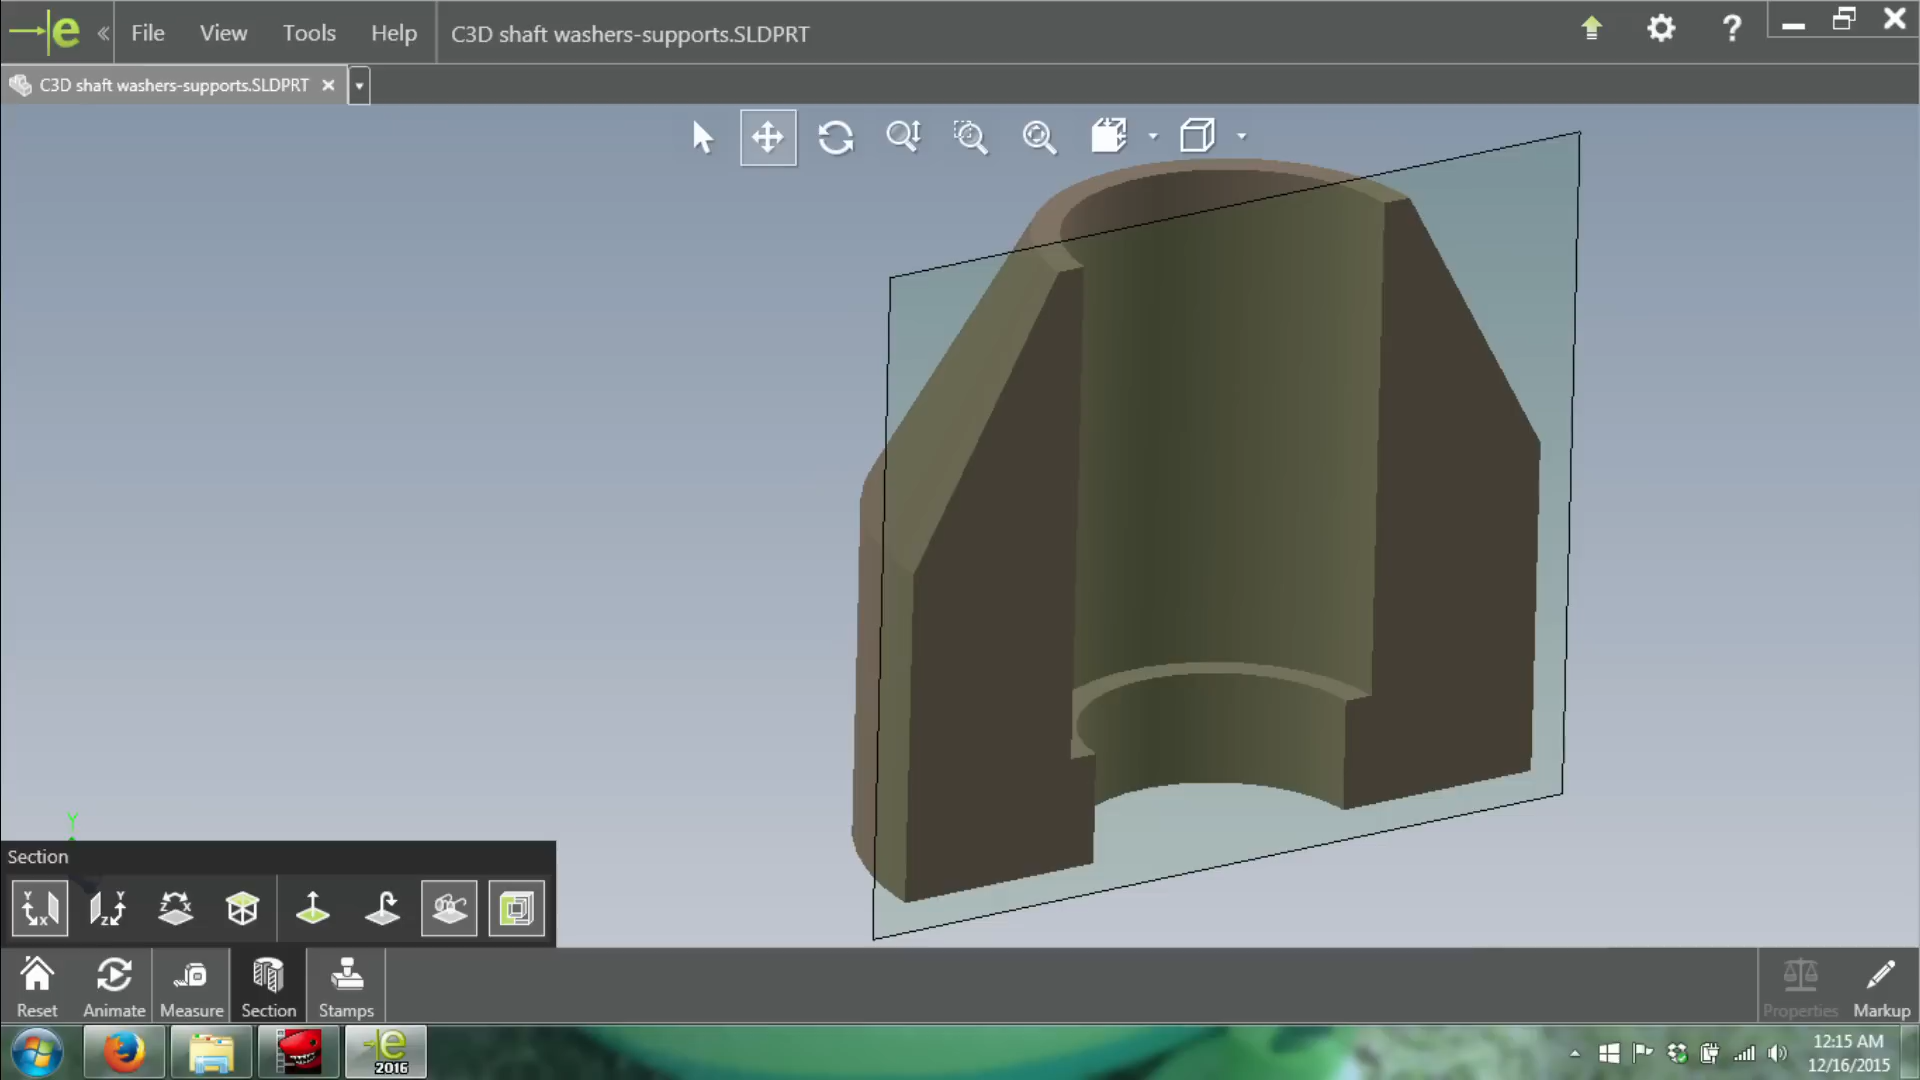 e « File View Tools Help C3D shaft washers-supports.SLDPRT
C3D shaft washers-supports.SLDPRT
Y
Section
Y X
Z Y
Z X
Reset Animate Measure Section Stamps Properties Markup
e 2016
12:15 AM
12/16/2015